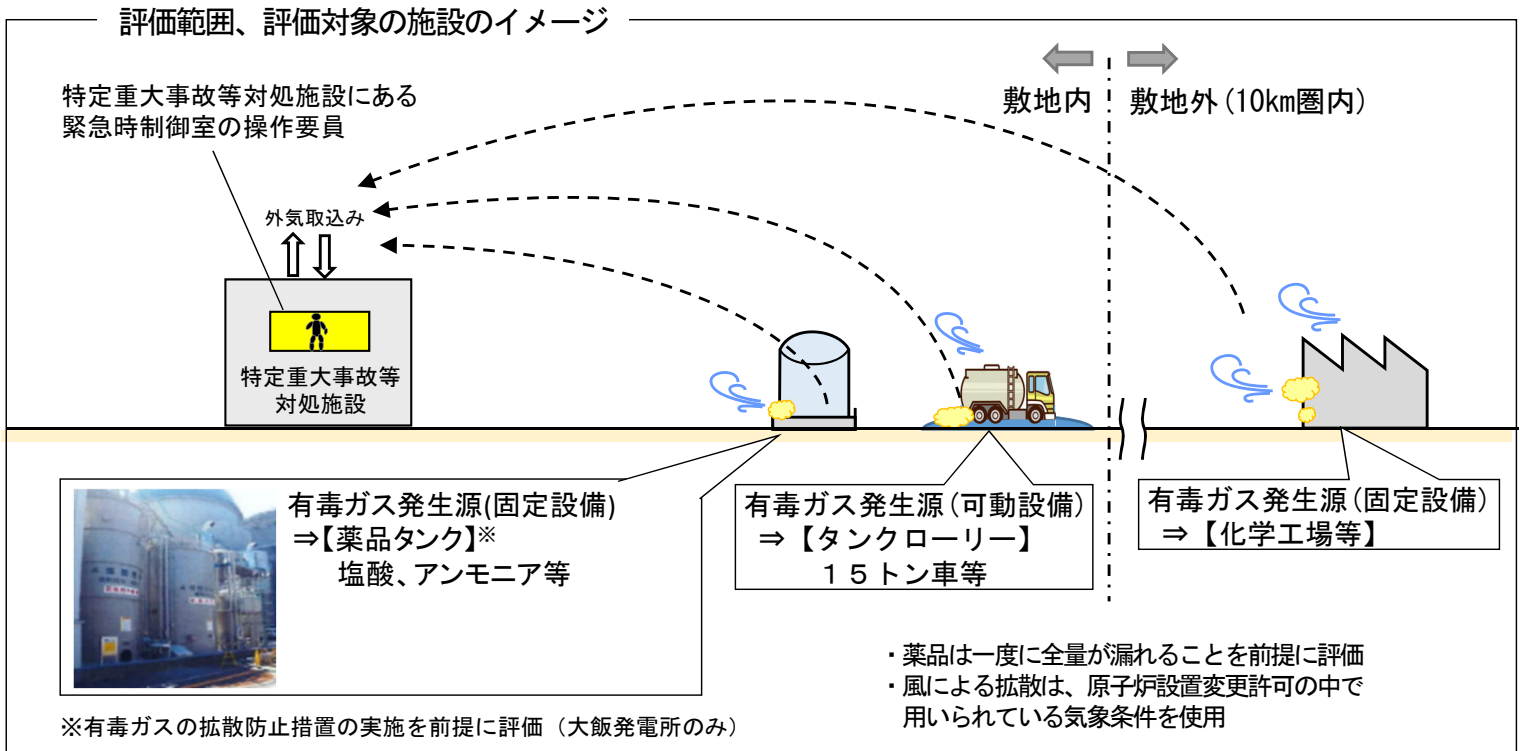 評価範囲、評価対象の施設のイメージ
特定重大事故等対処施設にある
緊急時制御室の操作要員
敷地内
敷地外(10km圏内)
外気取込み
特定重大事故等
対処施設
有毒ガス発生源(固定設備)
⇒【薬品タンク】※
塩酸、アンモニア等
有毒ガス発生源(可動設備)
⇒【タンクローリー】
15トン車等
有毒ガス発生源(固定設備)
⇒【化学工場等】
・薬品は一度に全量が漏れることを前提に評価
・風による拡散は、原子炉設置変更許可の中で
用いられている気象条件を使用
※有毒ガスの拡散防止措置の実施を前提に評価(大飯発電所のみ)